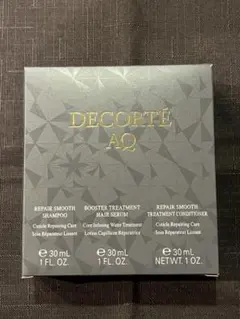 DECORTÉ
AQ
REPAIR SMOOTH
SHAMPOO
Cuticle Repairing Care
Soin Réparateur Lissant
℮ 30 mL
1 FL. OZ.
BOOSTER TREATMENT
HAIR SERUM
Core Infusing Water Treatment
Lotion Capillaire Réparatrice
℮ 30 mL
1 FL. OZ.
REPAIR SMOOTH
TREATMENT CONDITIONER
Cuticle Repairing Care
Soin Réparateur Lissant
℮ 30 mL
NET WT. 1 OZ.